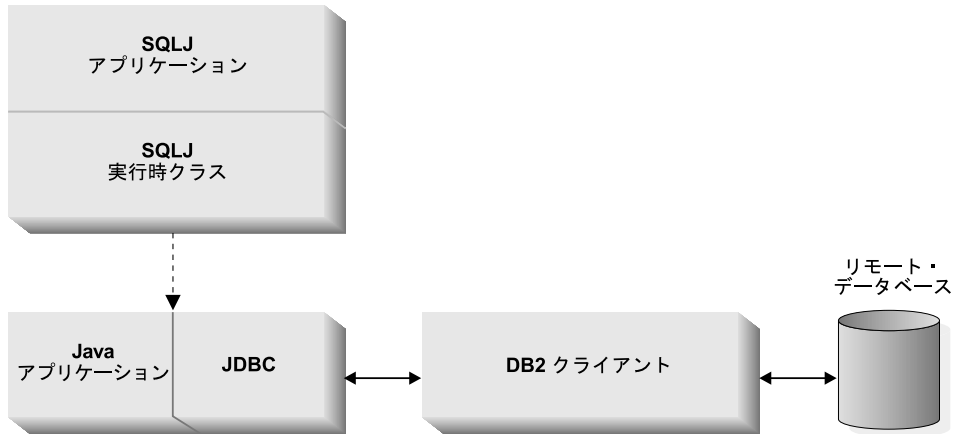 SQLJ
アプリケーション
SQLJ
実行時クラス
リモート・
データベース
Java
アプリケーション
JDBC
DB2 クライアント